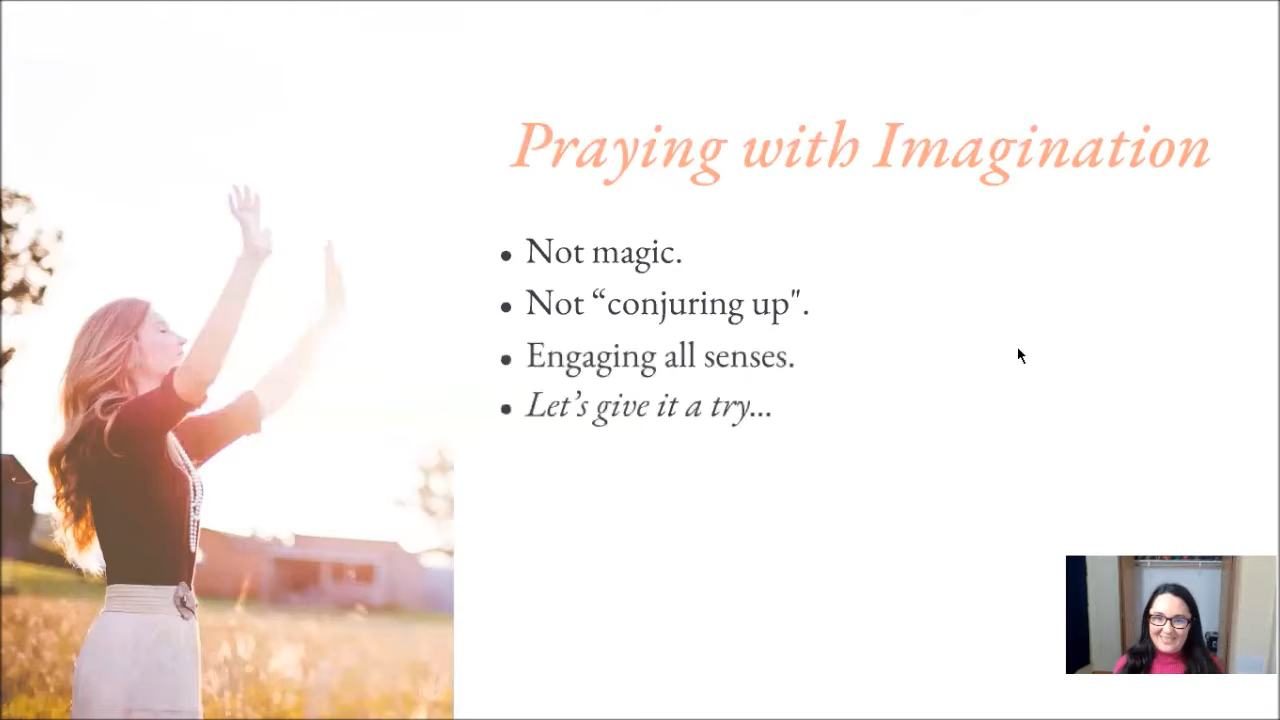 Praying with Imagination
• Not magic.
• Not “conjuring up".
• Engaging all senses.
• Let’s give it a try...